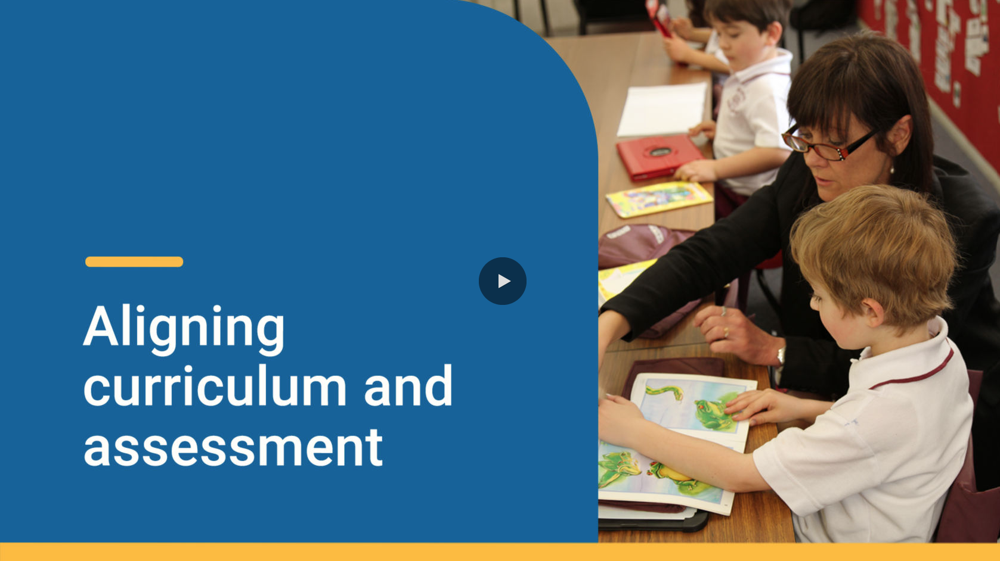 Aligning
curriculum and
assessment